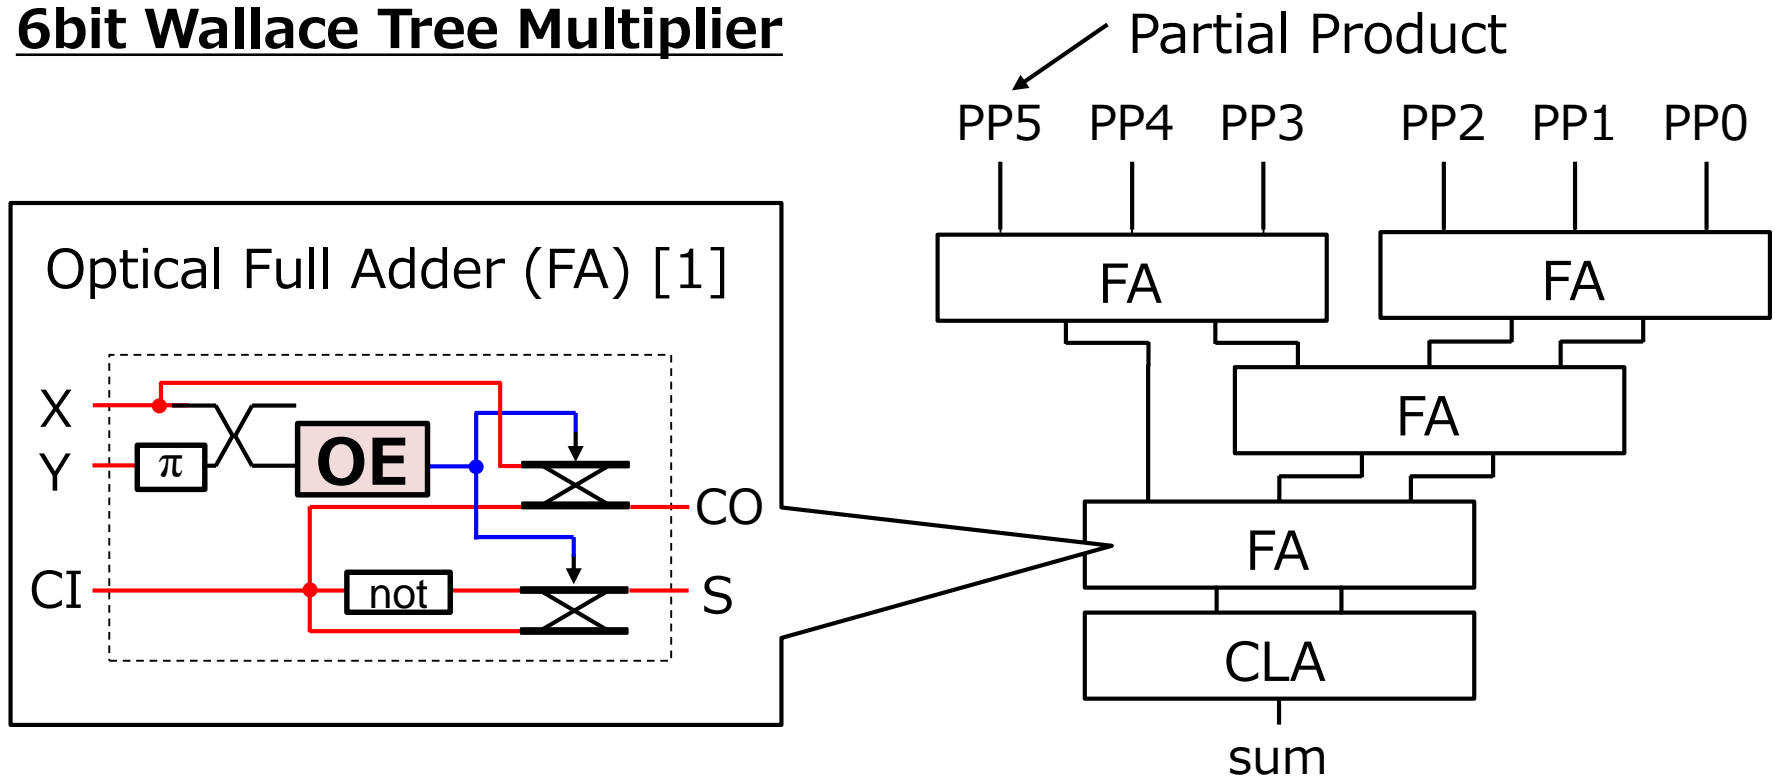 6bit Wallace Tree Multiplier
Partial Product
PP5 PP4 PP3 PP2 PP1 PP0
Optical Full Adder (FA) [1]
X
Y
π
OE
CI
not
CO
S
FA FA
FA
FA
CLA
sum